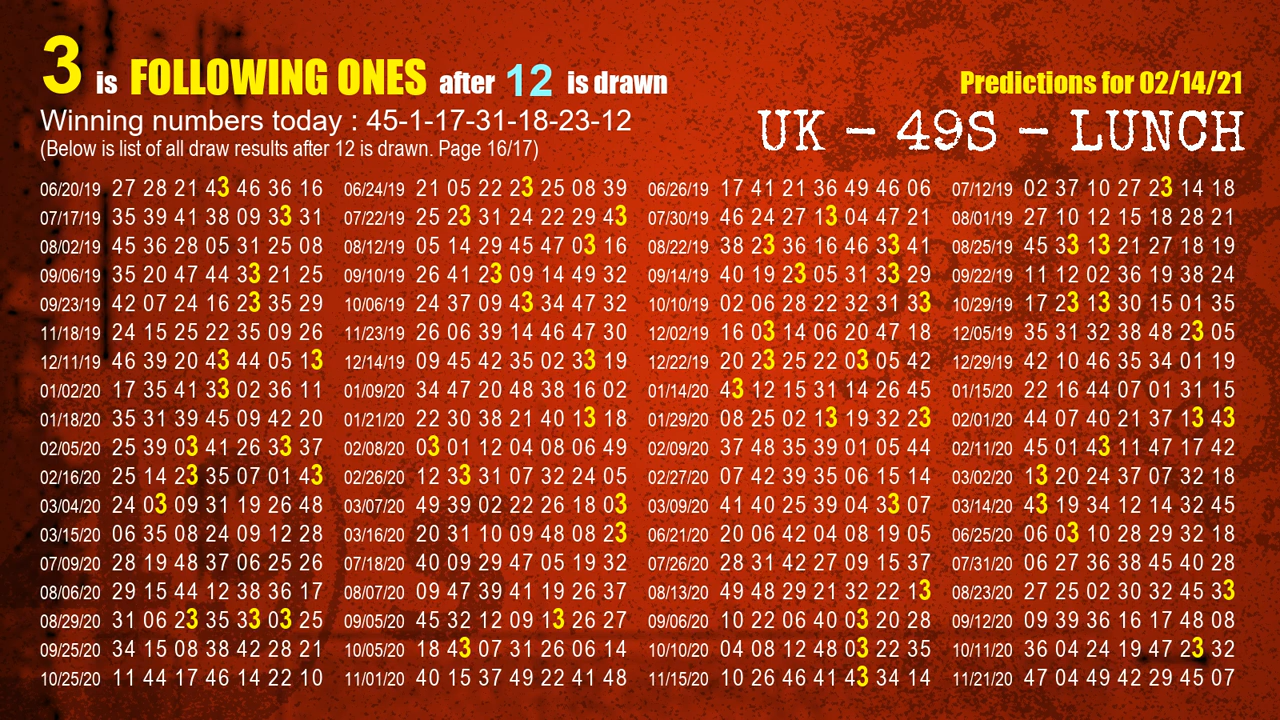 3 is FOLLOWING ONES after 12 is drawn
Predictions for 02/14/21
Winning numbers today : 45-1-17-31-18-23-12
UK - 49S - LUNCH
(Below is list of all draw results after 12 is drawn. Page 16/17)
06/20/19 27 28 21 43 46 36 16 06/24/19 21 05 22 23 25 08 39 06/26/19 17 41 21 36 49 46 06 07/12/19 02 37 10 27 23 14 18
07/17/19 35 39 41 38 09 33 31 07/22/19 25 23 31 24 22 29 43 07/30/19 46 24 27 13 04 47 21 08/01/19 27 10 12 15 18 28 21
08/02/19 45 36 28 05 31 25 08 08/12/19 05 14 29 45 47 03 16 08/22/19 38 23 36 16 46 33 41 08/25/19 45 33 13 21 27 18 19
09/06/19 35 20 47 44 33 21 25 09/10/19 26 41 23 09 14 49 32 09/14/19 40 19 23 05 31 33 29 09/22/19 11 12 02 36 19 38 24
09/23/19 42 07 24 16 23 35 29 10/06/19 24 37 09 43 34 47 32 10/10/19 02 06 28 22 32 31 33 10/29/19 17 23 13 30 15 01 35
11/18/19 24 15 25 22 35 09 26 11/23/19 26 06 39 14 46 47 30 12/02/19 16 03 14 06 20 47 18 12/05/19 35 31 32 38 48 23 05
12/11/19 46 39 20 43 44 05 13 12/14/19 09 45 42 35 02 33 19 12/22/19 20 23 25 22 03 05 42 12/29/19 42 10 46 35 34 01 19
01/02/20 17 35 41 33 02 36 11 01/09/20 34 47 20 48 38 16 02 01/14/20 43 12 15 31 14 26 45 01/15/20 22 16 44 07 01 31 15
01/18/20 35 31 39 45 09 42 20 01/21/20 22 30 38 21 40 13 18 01/29/20 08 25 02 13 19 32 23 02/01/20 44 07 40 21 37 13 43
02/05/20 25 39 03 41 26 33 37 02/08/20 03 01 12 04 08 06 49 02/09/20 37 48 35 39 01 05 44 02/11/20 45 01 43 11 47 17 42
02/16/20 25 14 23 35 07 01 43 02/26/20 12 33 31 07 32 24 05 02/27/20 07 42 39 35 06 15 14 03/02/20 13 20 24 37 07 32 18
03/04/20 24 03 09 31 19 26 48 03/07/20 49 39 02 22 26 18 03 03/09/20 41 40 25 39 04 33 07 03/14/20 43 19 34 12 14 32 45
03/15/20 06 35 08 24 09 12 28 03/16/20 20 31 10 09 48 08 23 06/21/20 20 06 42 04 08 19 05 06/25/20 06 03 10 28 29 32 18
07/09/20 28 19 48 37 06 25 26 07/18/20 40 09 29 47 05 19 32 07/26/20 28 31 42 27 09 15 37 07/31/20 06 27 36 38 45 40 28
08/06/20 29 15 44 12 38 36 17 08/07/20 09 47 39 41 19 26 37 08/13/20 49 48 29 21 32 22 13 08/23/20 27 25 02 30 32 45 33
08/29/20 31 06 23 35 33 03 25 09/05/20 45 32 12 09 13 26 27 09/06/20 10 22 06 40 03 20 28 09/12/20 09 39 36 16 17 48 08
09/25/20 34 15 08 38 42 28 21 10/05/20 18 43 07 31 26 06 14 10/10/20 04 08 12 48 03 22 35 10/11/20 36 04 24 19 47 23 32
10/25/20 11 44 17 46 14 22 10 11/01/20 40 15 37 49 22 41 48 11/15/20 10 26 46 41 43 34 14 11/21/20 47 04 49 42 29 45 07